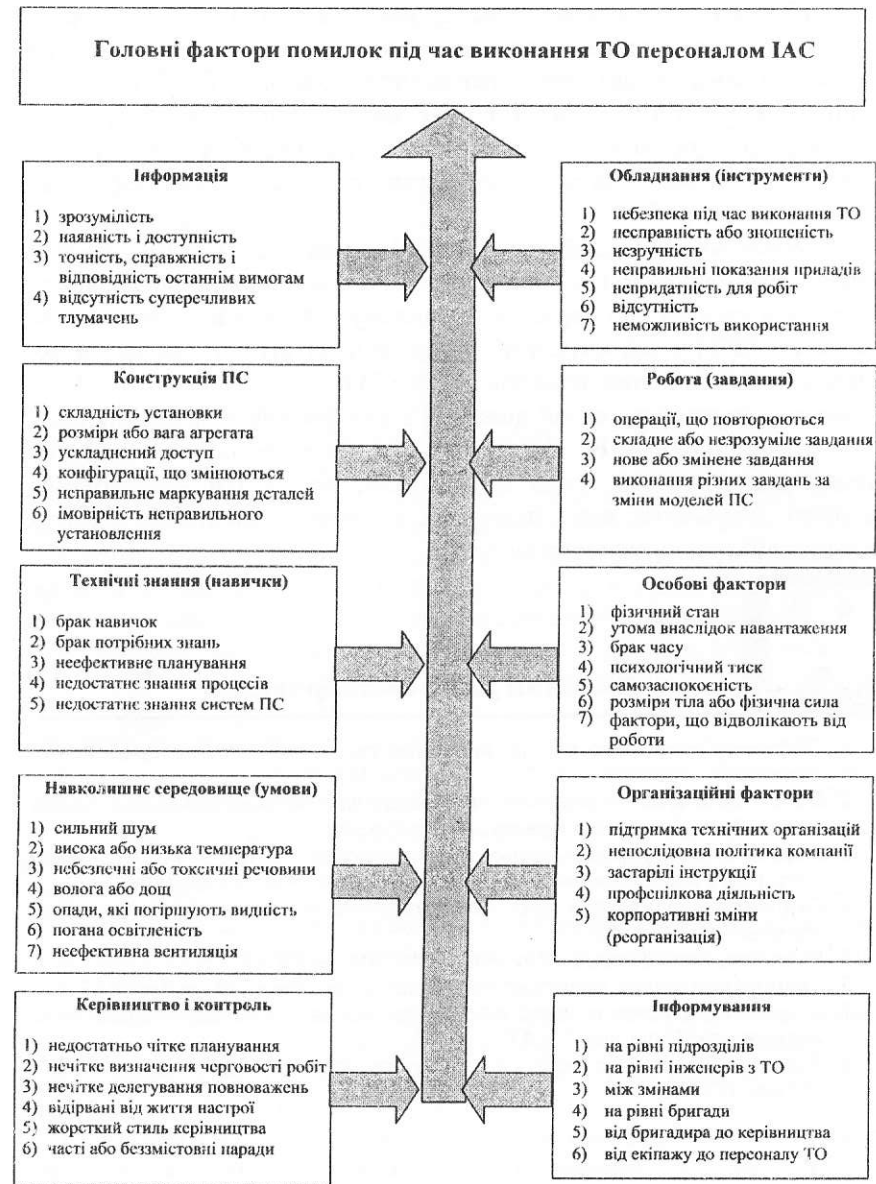 Головні фактори помилок під час виконання ТО персоналом ІАС
Інформація
1) зрозумілість
2) наявність і доступність
3) точність, справжність і
відповідність останнім вимогам
4) відсутність суперечливих
тлумачень
Обладнання (інструменти)
1) небезпека під час виконання ТО
2) несправність або зношеність
3) незручність
4) неправильні показання приладів
5) непридатність для робіт
6) відсутність
7) неможливість використання
Конструкція ПС
1) складність установки
2) розміри або вага агрегата
3) ускладнений доступ
4) конфігурації, що змінюються
5) неправильне маркування деталей
6) імовірність неправильного
установлення
Робота (завдання)
1) операції, що повторюються
2) складне або незрозуміле завдання
3) нове або змінене завдання
4) виконання різних завдань за
зміни моделей ПС
Технічні знання (навички)
1) брак навичок
2) брак потрібних знань
3) неефективне планування
4) недостатнє знання процесів
5) недостатнє знання систем ПС
Особові фактори
1) фізичний стан
2) утома внаслідок навантаження
3) брак часу
4) психологічний тиск
5) самозаспокоєність
6) розміри тіла або фізична сила
7) фактори, що відволікають від
роботи
Навколишнє середовище (умови)
1) сильний шум
2) висока або низька температура
3) небезпечні або токсичні речовини
4) волога або дощ
5) опади, які погіршують видність
6) погана освітленість
7) неефективна вентиляція
Організаційні фактори
1) підтримка технічних організацій
2) непослідовна політика компанії
3) застарілі інструкції
4) профспілкова діяльність
5) корпоративні зміни
(реорганізація)
Керівництво і контроль
1) недостатньо чітке планування
2) нечітке визначення черговості робіт
3) нечітке делегування повноважень
4) відірвані від життя настрої
5) жорсткий стиль керівництва
6) часті або беззмістовні наради
Інформування
1) на рівні підрозділів
2) на рівні інженерів з ТО
3) між змінами
4) на рівні бригади
5) від бригадира до керівництва
6) від екіпажу до персоналу ТО